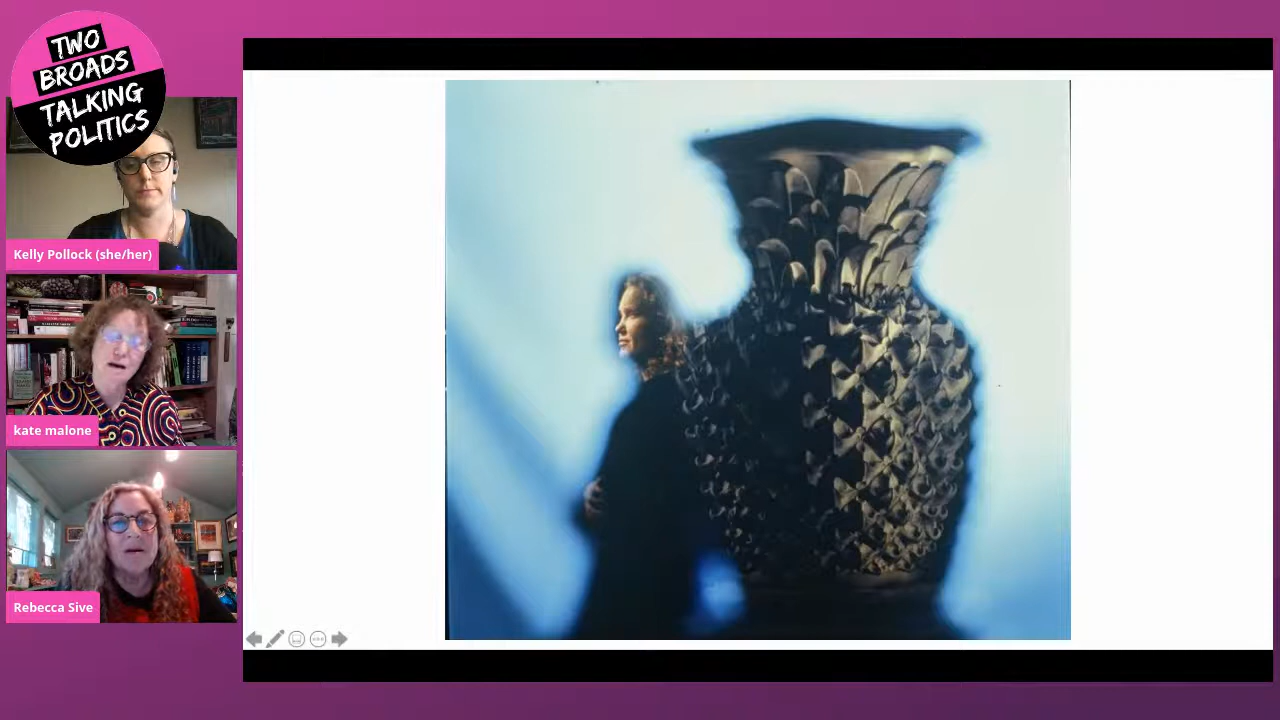 TWO
BROADS
TALKING
POLITICS
Kelly Pollock (she/her)
kate malone
Rebecca Sive